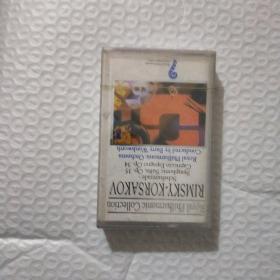 Royal Philharmonic Collection
RIMSKY-KORSAKOV
Scheherazade
Symphonic Suite, Op. 35
Capriccio Espagnol Op. 34
Royal Philharmonic Orchestra
Conducted by Barry Wordsworth